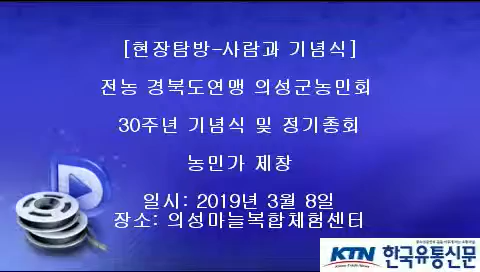 [현장탐방-사람과 기념식]
전농 경북도연맹 의성군농민회
30주년 기념식 및 정기총회
농민가 제창
일시: 2019년 3월 8일
장소: 의성마늘복합체험센터
KTN 한국유통신문